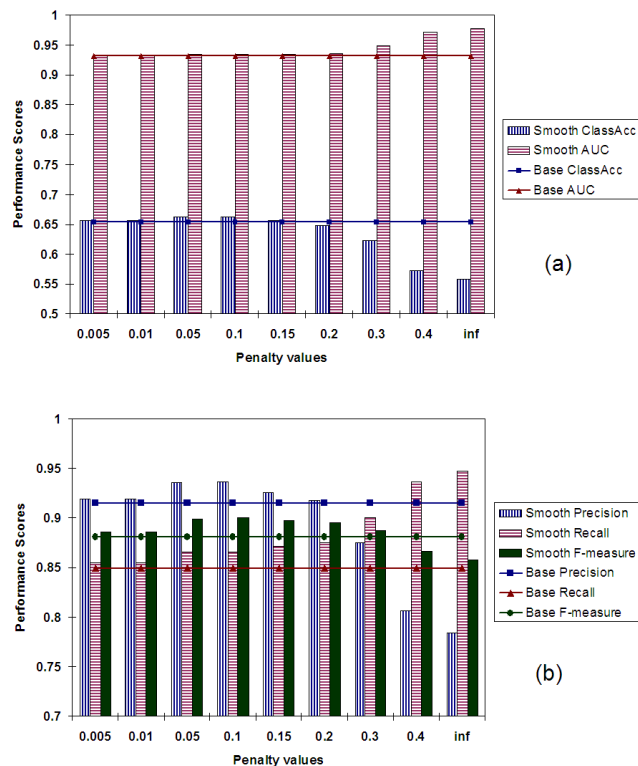 1
0.95
0.9
0.85
0.8
0.75
0.7
0.65
0.6
0.55
0.5
Performance Scores
0.005 0.01 0.05 0.1 0.15 0.2 0.3 0.4 inf
Penalty values
Smooth ClassAcc
Smooth AUC
Base ClassAcc
Base AUC
(a)
1
0.95
0.9
0.85
0.8
0.75
0.7
Performance Scores
0.005 0.01 0.05 0.1 0.15 0.2 0.3 0.4 inf
Penalty values
Smooth Precision
Smooth Recall
Smooth F-measure
Base Precision
Base Recall
Base F-measure
(b)